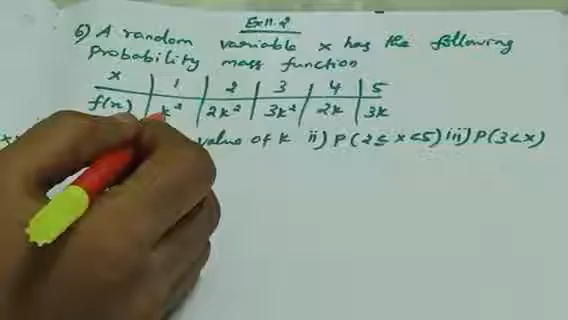 Ex11.2
6) A random variable x has the following
probability mass function
x 1 2 3 4 5
f(x) k² 2k² 3k² 2k 3k
value of k ii) P(2≤x<5) iii) P(3<x)